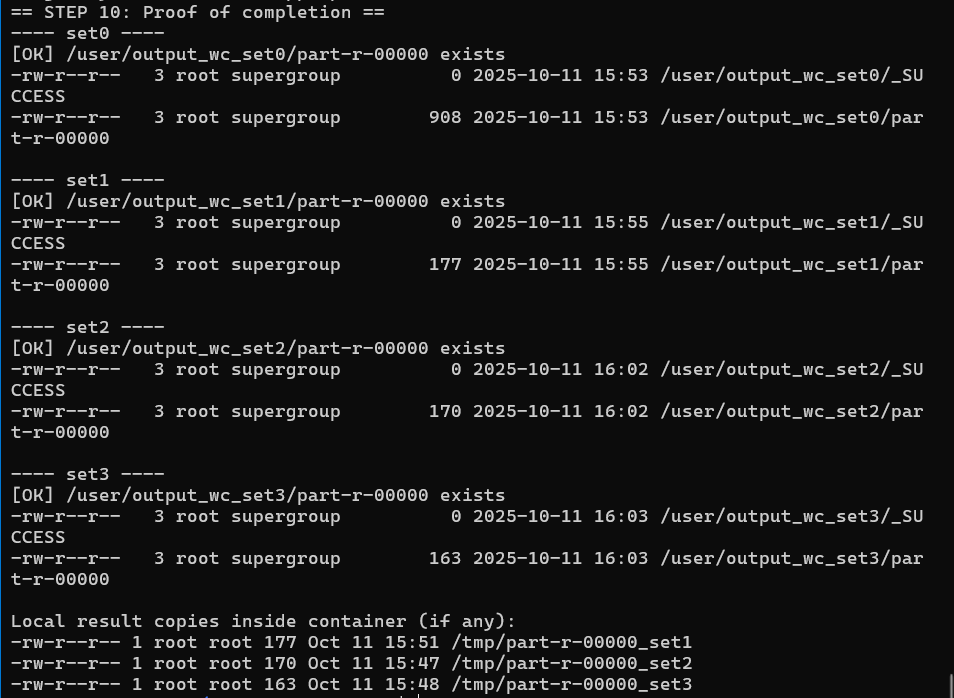 == STEP 10: Proof of completion ==
---- set0 ----
[OK] /user/output_wc_set0/part-r-00000 exists
-rw-r--r--   3 root supergroup          0 2025-10-11 15:53 /user/output_wc_set0/_SU
CCESS
-rw-r--r--   3 root supergroup        908 2025-10-11 15:53 /user/output_wc_set0/par
t-r-00000
---- set1 ----
[OK] /user/output_wc_set1/part-r-00000 exists
-rw-r--r--   3 root supergroup          0 2025-10-11 15:55 /user/output_wc_set1/_SU
CCESS
-rw-r--r--   3 root supergroup        177 2025-10-11 15:55 /user/output_wc_set1/par
t-r-00000
---- set2 ----
[OK] /user/output_wc_set2/part-r-00000 exists
-rw-r--r--   3 root supergroup          0 2025-10-11 16:02 /user/output_wc_set2/_SU
CCESS
-rw-r--r--   3 root supergroup        170 2025-10-11 16:02 /user/output_wc_set2/par
t-r-00000
---- set3 ----
[OK] /user/output_wc_set3/part-r-00000 exists
-rw-r--r--   3 root supergroup          0 2025-10-11 16:03 /user/output_wc_set3/_SU
CCESS
-rw-r--r--   3 root supergroup        163 2025-10-11 16:03 /user/output_wc_set3/par
t-r-00000
Local result copies inside container (if any):
-rw-r--r-- 1 root root 177 Oct 11 15:51 /tmp/part-r-00000_set1
-rw-r--r-- 1 root root 170 Oct 11 15:47 /tmp/part-r-00000_set2
-rw-r--r-- 1 root root 163 Oct 11 15:48 /tmp/part-r-00000_set3